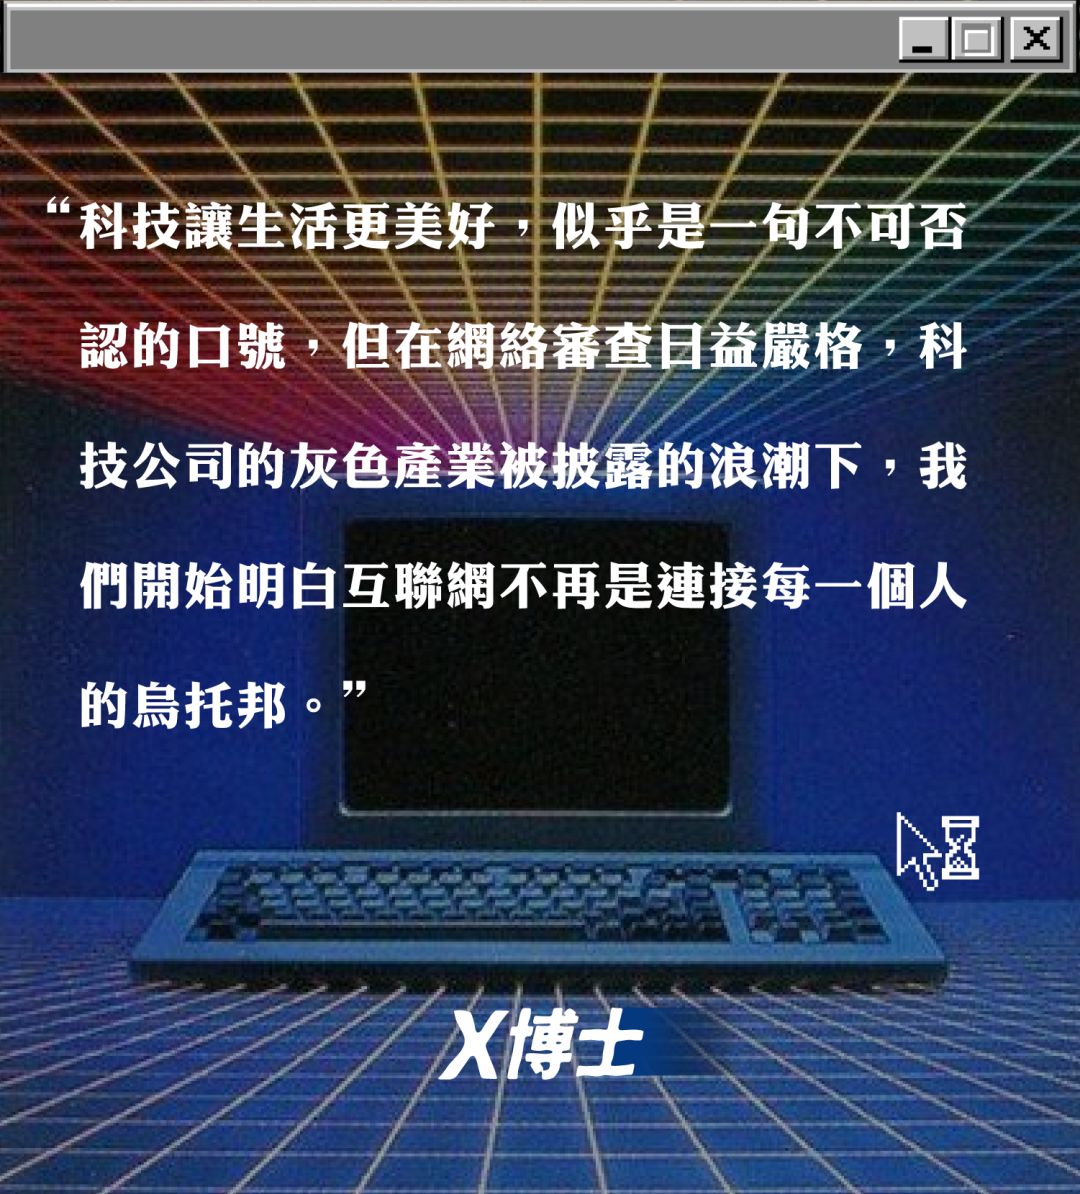 “科技讓生活更美好，似乎是一句不可否
認的口號，但在網絡審查日益嚴格，科
技公司的灰色產業被披露的浪潮下，我
們開始明白互聯網不再是連接每一個人
的烏托邦。”
X博士